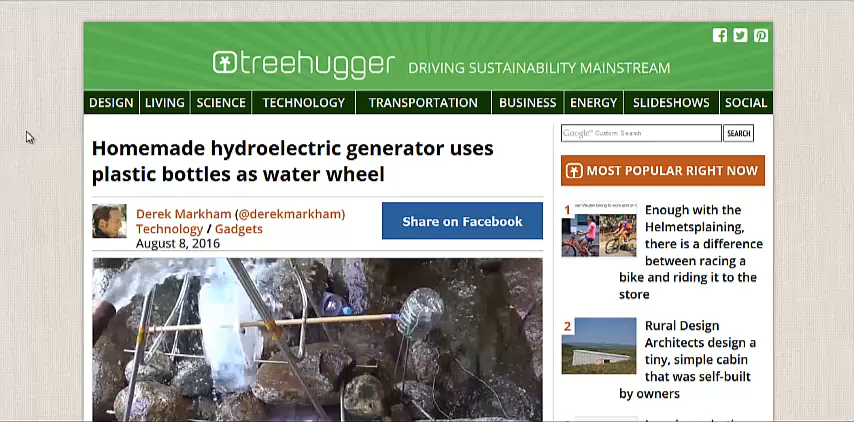 treehugger DRIVING SUSTAINABILITY MAINSTREAM
DESIGN LIVING SCIENCE TECHNOLOGY TRANSPORTATION BUSINESS ENERGY SLIDESHOWS SOCIAL
Homemade hydroelectric generator uses
plastic bottles as water wheel
Derek Markham (@derekmarkham)
Technology / Gadgets
August 8, 2016
Share on Facebook
Google™ Custom Search SEARCH
MOST POPULAR RIGHT NOW
1
Enough with the
Helmetsplaining,
there is a difference
between racing a
bike and riding it to the
store
2
Rural Design
Architects design a
tiny, simple cabin
that was self-built
by owners